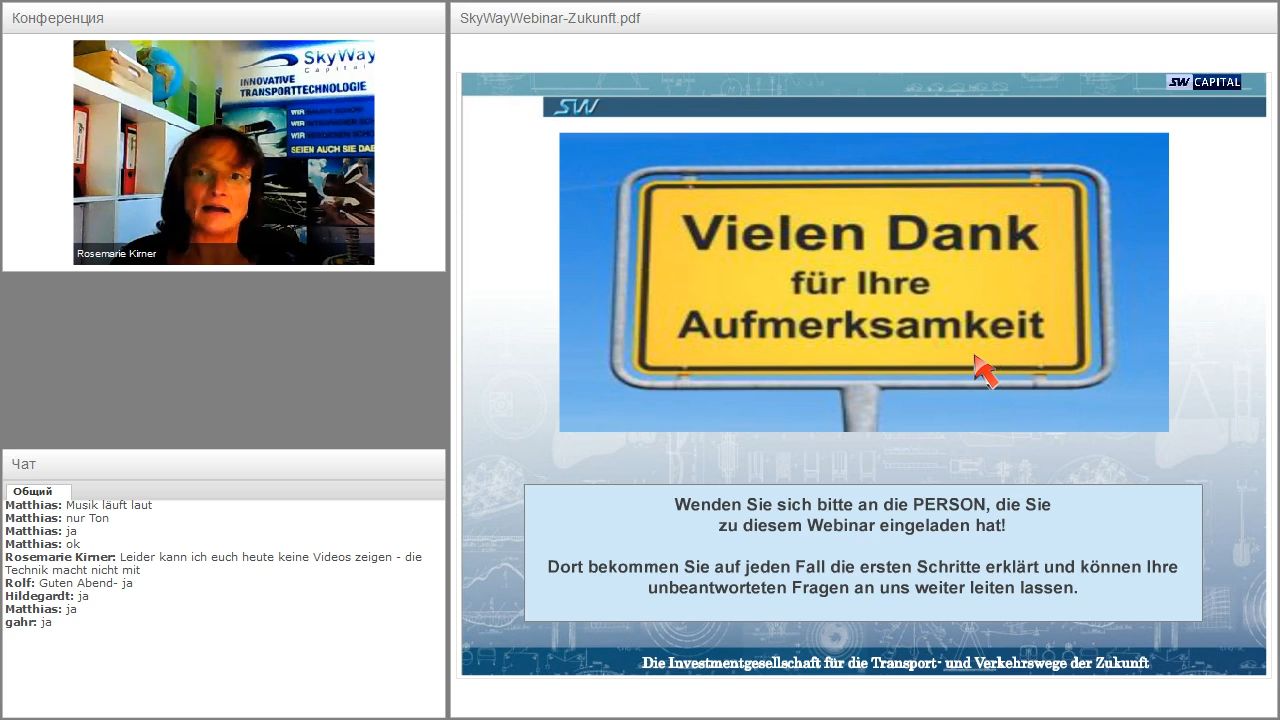 Конференция
SkyWay
Capital
INNOVATIVE
TRANSPORTTECHNOLOGIE
WIR
WIR
WIR
SEIEN AUCH SIE
Rosemarie Kirner
Чат
Общий
Matthias: Musik läuft laut
Matthias: nur Ton
Matthias: ja
Matthias: ok
Rosemarie Kirner: Leider kann ich euch heute keine Videos zeigen - die
Technik macht nicht mit
Rolf: Guten Abend- ja
Hildegardt: ja
Matthias: ja
gahr: ja
SkyWayWebinar-Zukunft.pdf
SW CAPITAL
SW
Vielen Dank
für Ihre
Aufmerksamkeit
Wenden Sie sich bitte an die PERSON, die Sie
zu diesem Webinar eingeladen hat!
Dort bekommen Sie auf jeden Fall die ersten Schritte erklärt und können Ihre
unbeantworteten Fragen an uns weiter leiten lassen.
Die Investmentgesellschaft für die Transport- und Verkehrswege der Zukunft